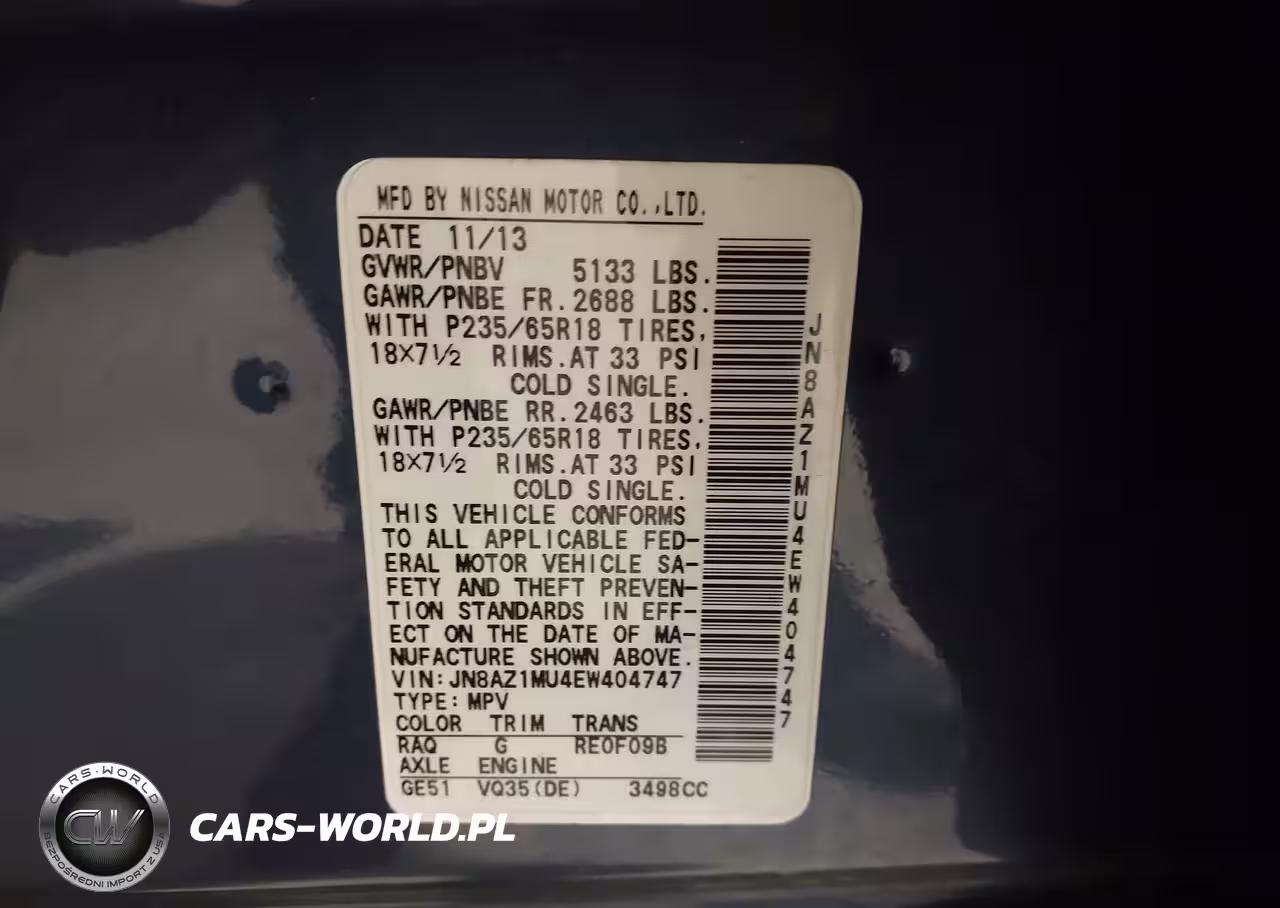 MFD BY NISSAN MOTOR CO.,LTD.
DATE 11/13
GVWR/PNBV 5133 LBS.
GAWR/PNBE FR.2688 LBS.
WITH P235/65R18 TIRES,
18×7½ RIMS.AT 33 PSI
COLD SINGLE.
GAWR/PNBE RR.2463 LBS.
WITH P235/65R18 TIRES,
18×7½ RIMS.AT 33 PSI
COLD SINGLE.
THIS VEHICLE CONFORMS
TO ALL APPLICABLE FED-
ERAL MOTOR VEHICLE SA-
FETY AND THEFT PREVEN-
TION STANDARDS IN EFF-
ECT ON THE DATE OF MA-
NUFACTURE SHOWN ABOVE.
VIN:JN8AZ1MU4EW404747
TYPE:MPV
COLOR TRIM TRANS
RAQ G RE0F09B
AXLE ENGINE
GE51 VQ35(DE) 3498CC
JN8AZ1MU4EW404747
CARS-WORLD
CW
BEZPOŚREDNI IMPORT Z USA
CARS-WORLD.PL